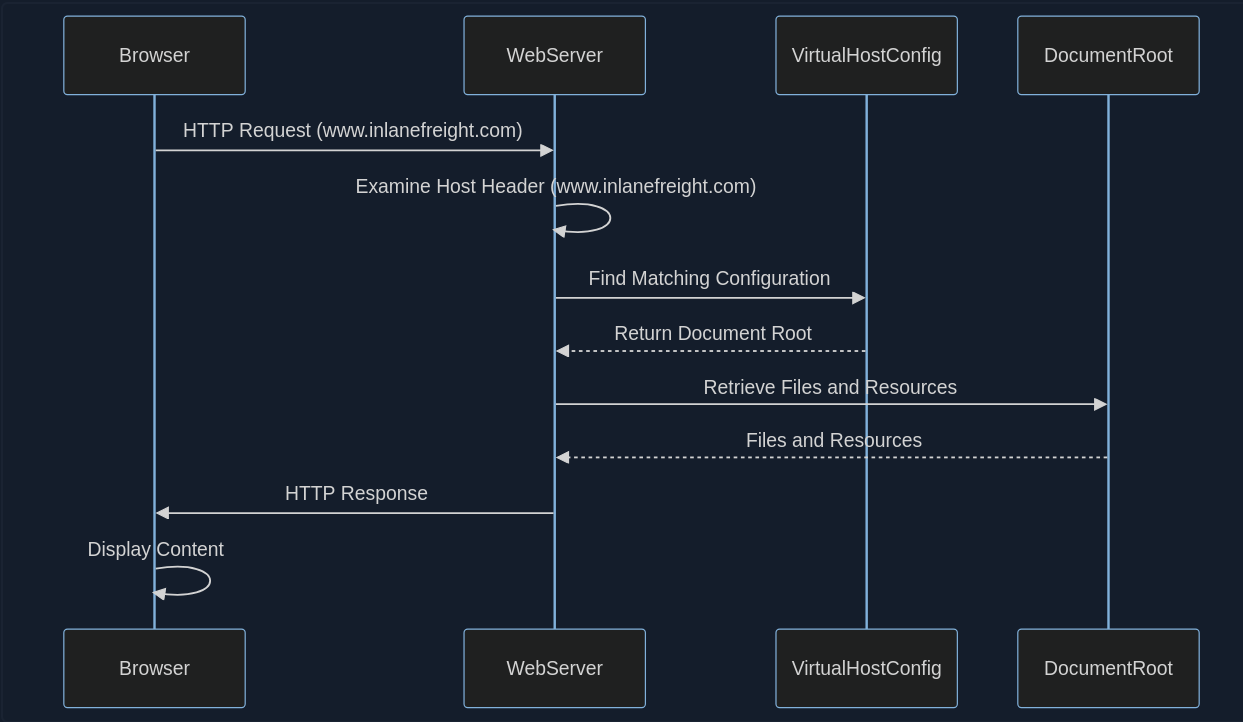 Browser
WebServer
VirtualHostConfig
DocumentRoot
HTTP Request (www.inlanefreight.com)
Examine Host Header (www.inlanefreight.com)
Find Matching Configuration
Return Document Root
Retrieve Files and Resources
Files and Resources
HTTP Response
Display Content
Browser
WebServer
VirtualHostConfig
DocumentRoot